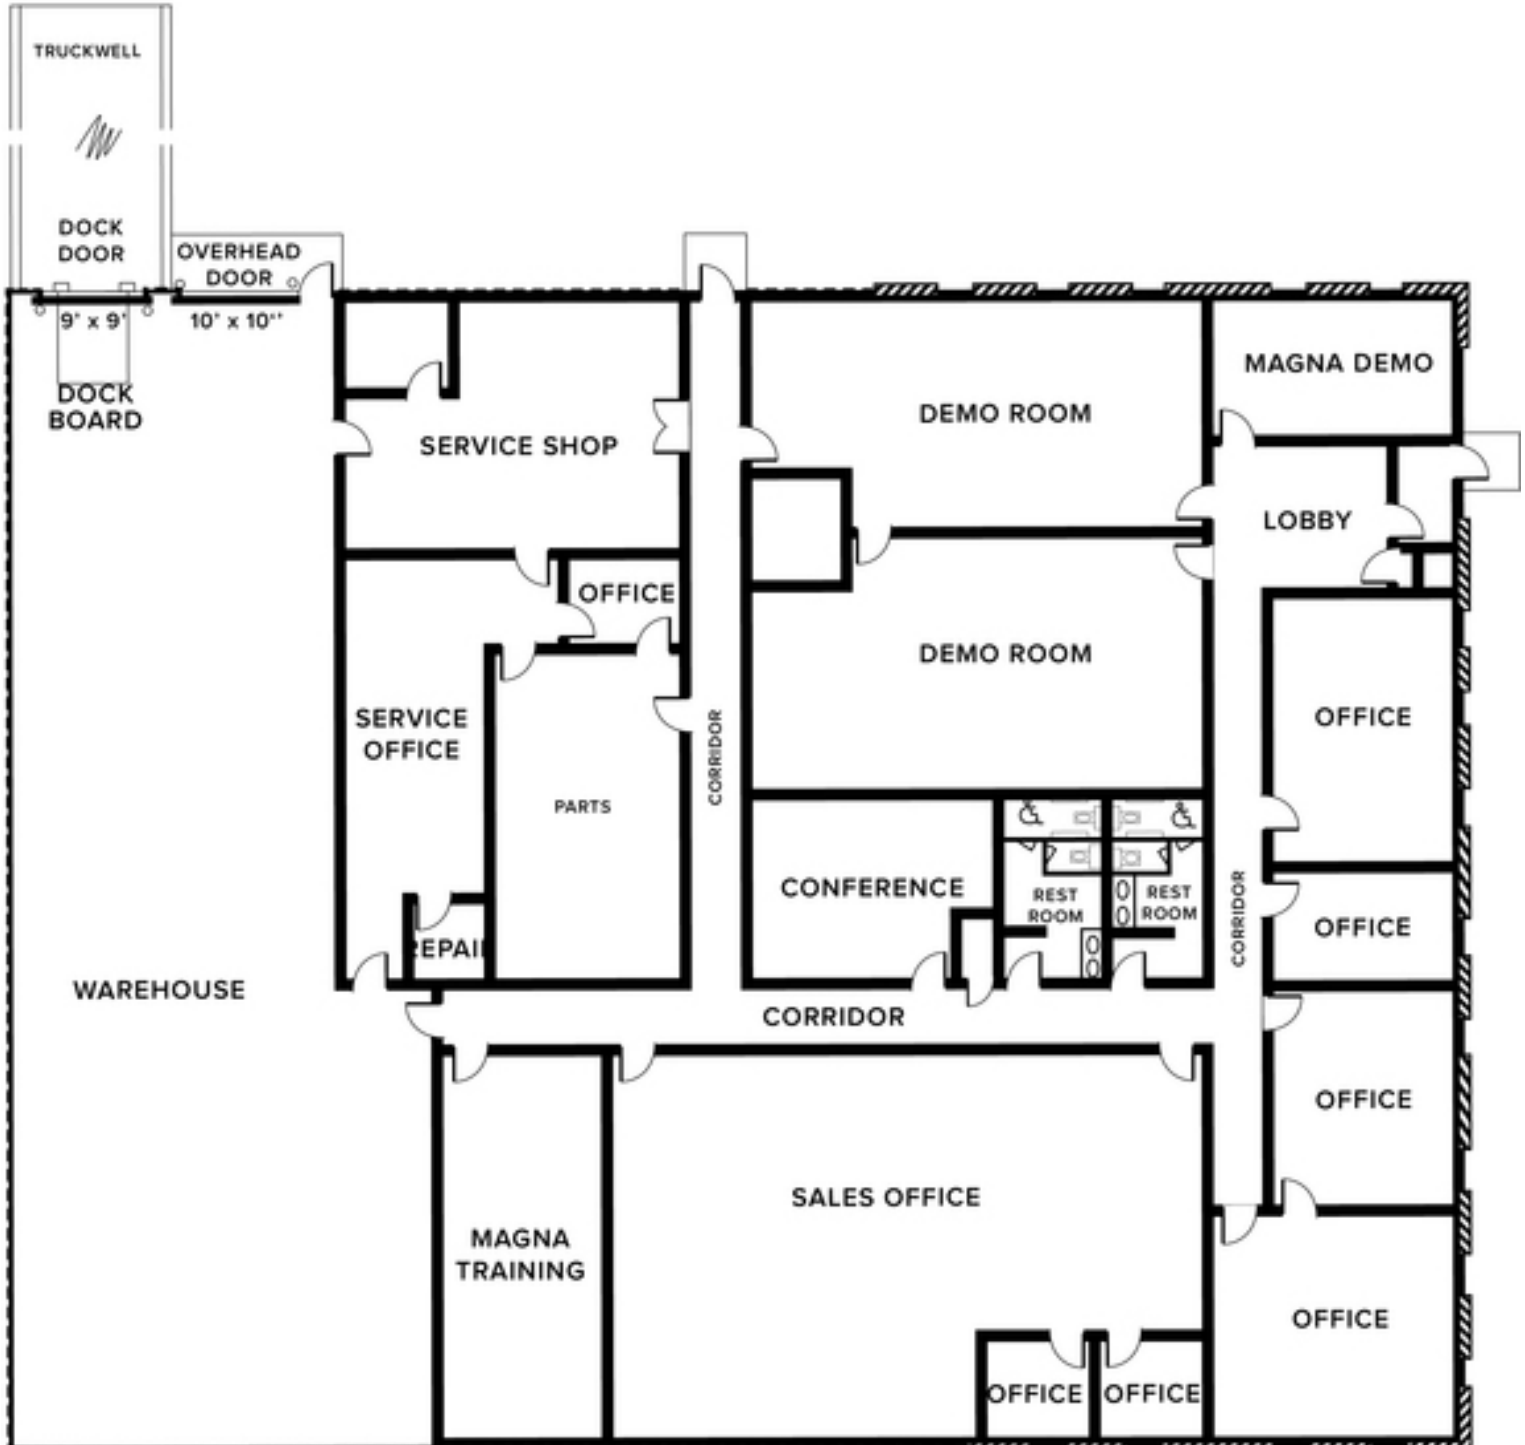 TRUCKWELL
DOCK
DOOR
OVERHEAD
DOOR
9' x 9'
10' x 10''
DOCK
BOARD
SERVICE SHOP
DEMO ROOM
MAGNA DEMO
LOBBY
OFFICE
DEMO ROOM
SERVICE
OFFICE
PARTS
CORRIDOR
OFFICE
CONFERENCE
REST
ROOM
REST
ROOM
CORRIDOR
OFFICE
REPAIR
WAREHOUSE
CORRIDOR
OFFICE
SALES OFFICE
MAGNA
TRAINING
OFFICE
OFFICE
OFFICE